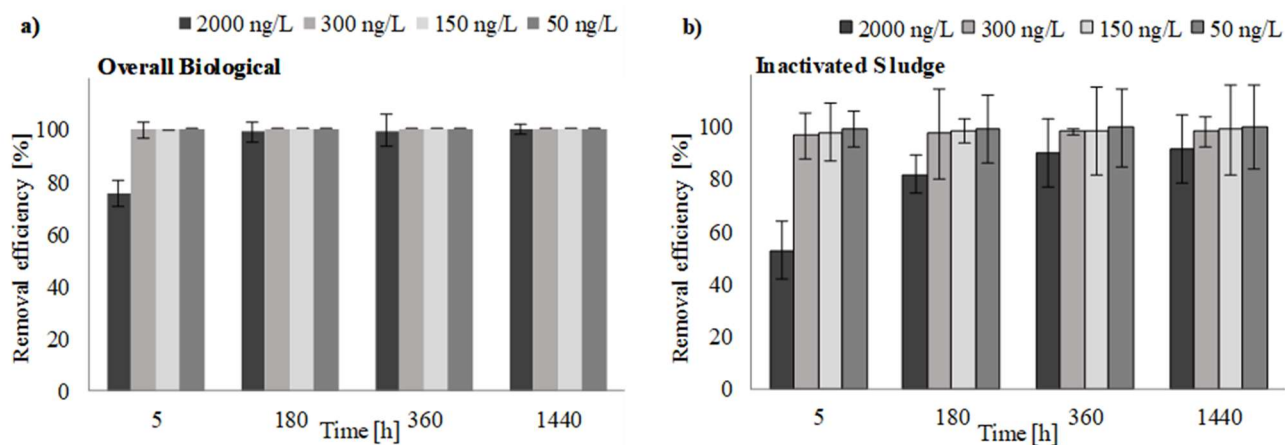 a)
2000 ng/L 300 ng/L 150 ng/L 50 ng/L
Overall Biological
Removal efficiency [%]
100
80
60
40
20
0
5 180 360 1440
Time [h]
b)
2000 ng/L 300 ng/L 150 ng/L 50 ng/L
Inactivated Sludge
Removal efficiency [%]
100
80
60
40
20
0
5 180 360 1440
Time [h]